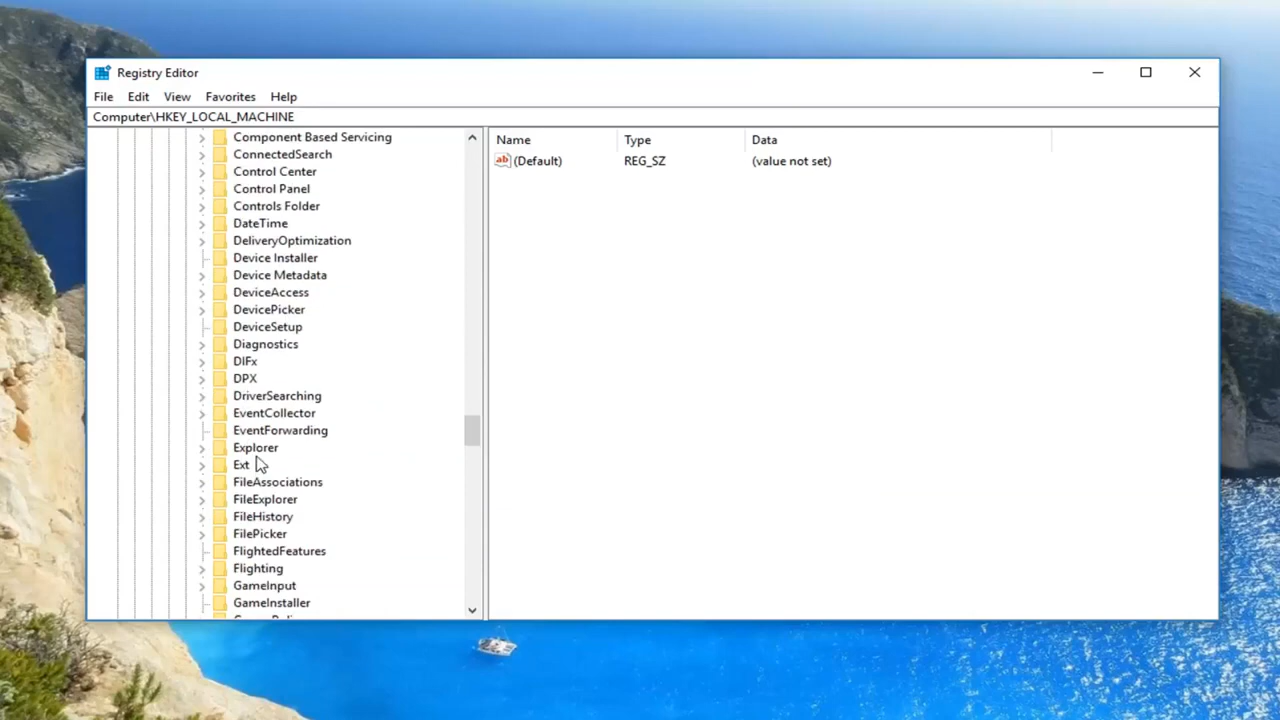 Registry Editor
File Edit View Favorites Help
Computer\HKEY_LOCAL_MACHINE
Component Based Servicing
ConnectedSearch
Control Center
Control Panel
Controls Folder
DateTime
DeliveryOptimization
Device Installer
Device Metadata
DeviceAccess
DevicePicker
DeviceSetup
Diagnostics
DIFx
DPX
DriverSearching
EventCollector
EventForwarding
Explorer
Ext
FileAssociations
FileExplorer
FileHistory
FilePicker
FlightedFeatures
Flighting
GameInput
GameInstaller
Name Type Data
ab (Default) REG_SZ (value not set)